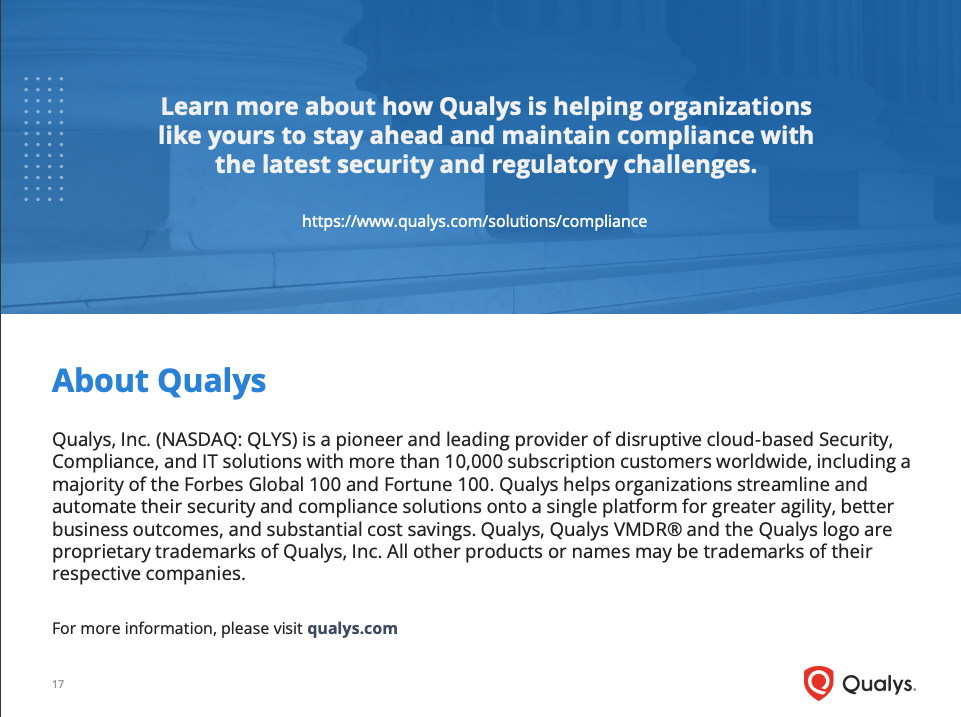 Learn more about how Qualys is helping organizations
like yours to stay ahead and maintain compliance with
the latest security and regulatory challenges.
https://www.qualys.com/solutions/compliance
About Qualys
Qualys, Inc. (NASDAQ: QLYS) is a pioneer and leading provider of disruptive cloud-based Security,
Compliance, and IT solutions with more than 10,000 subscription customers worldwide, including a
majority of the Forbes Global 100 and Fortune 100. Qualys helps organizations streamline and
automate their security and compliance solutions onto a single platform for greater agility, better
business outcomes, and substantial cost savings. Qualys, Qualys VMDR® and the Qualys logo are
proprietary trademarks of Qualys, Inc. All other products or names may be trademarks of their
respective companies.
For more information, please visit qualys.com
17
Qualys.